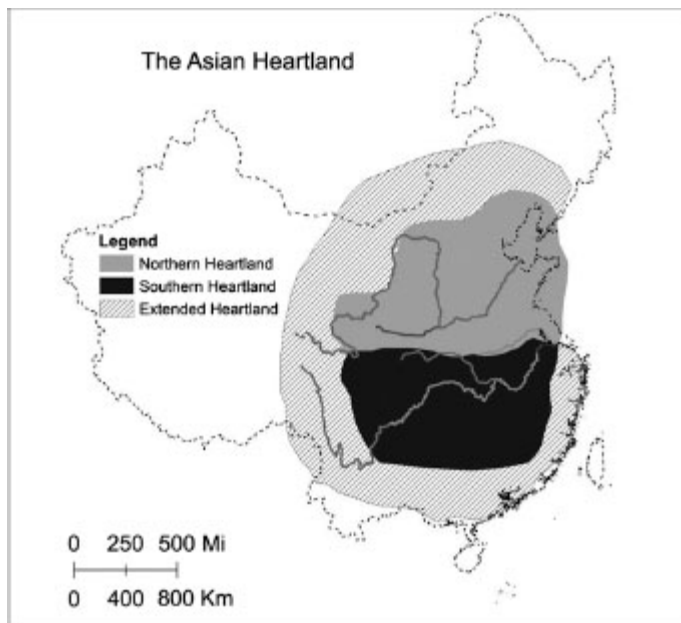 The Asian Heartland
Legend
Northern Heartland
Southern Heartland
Extended Heartland
0 250 500 Mi
0 400 800 Km